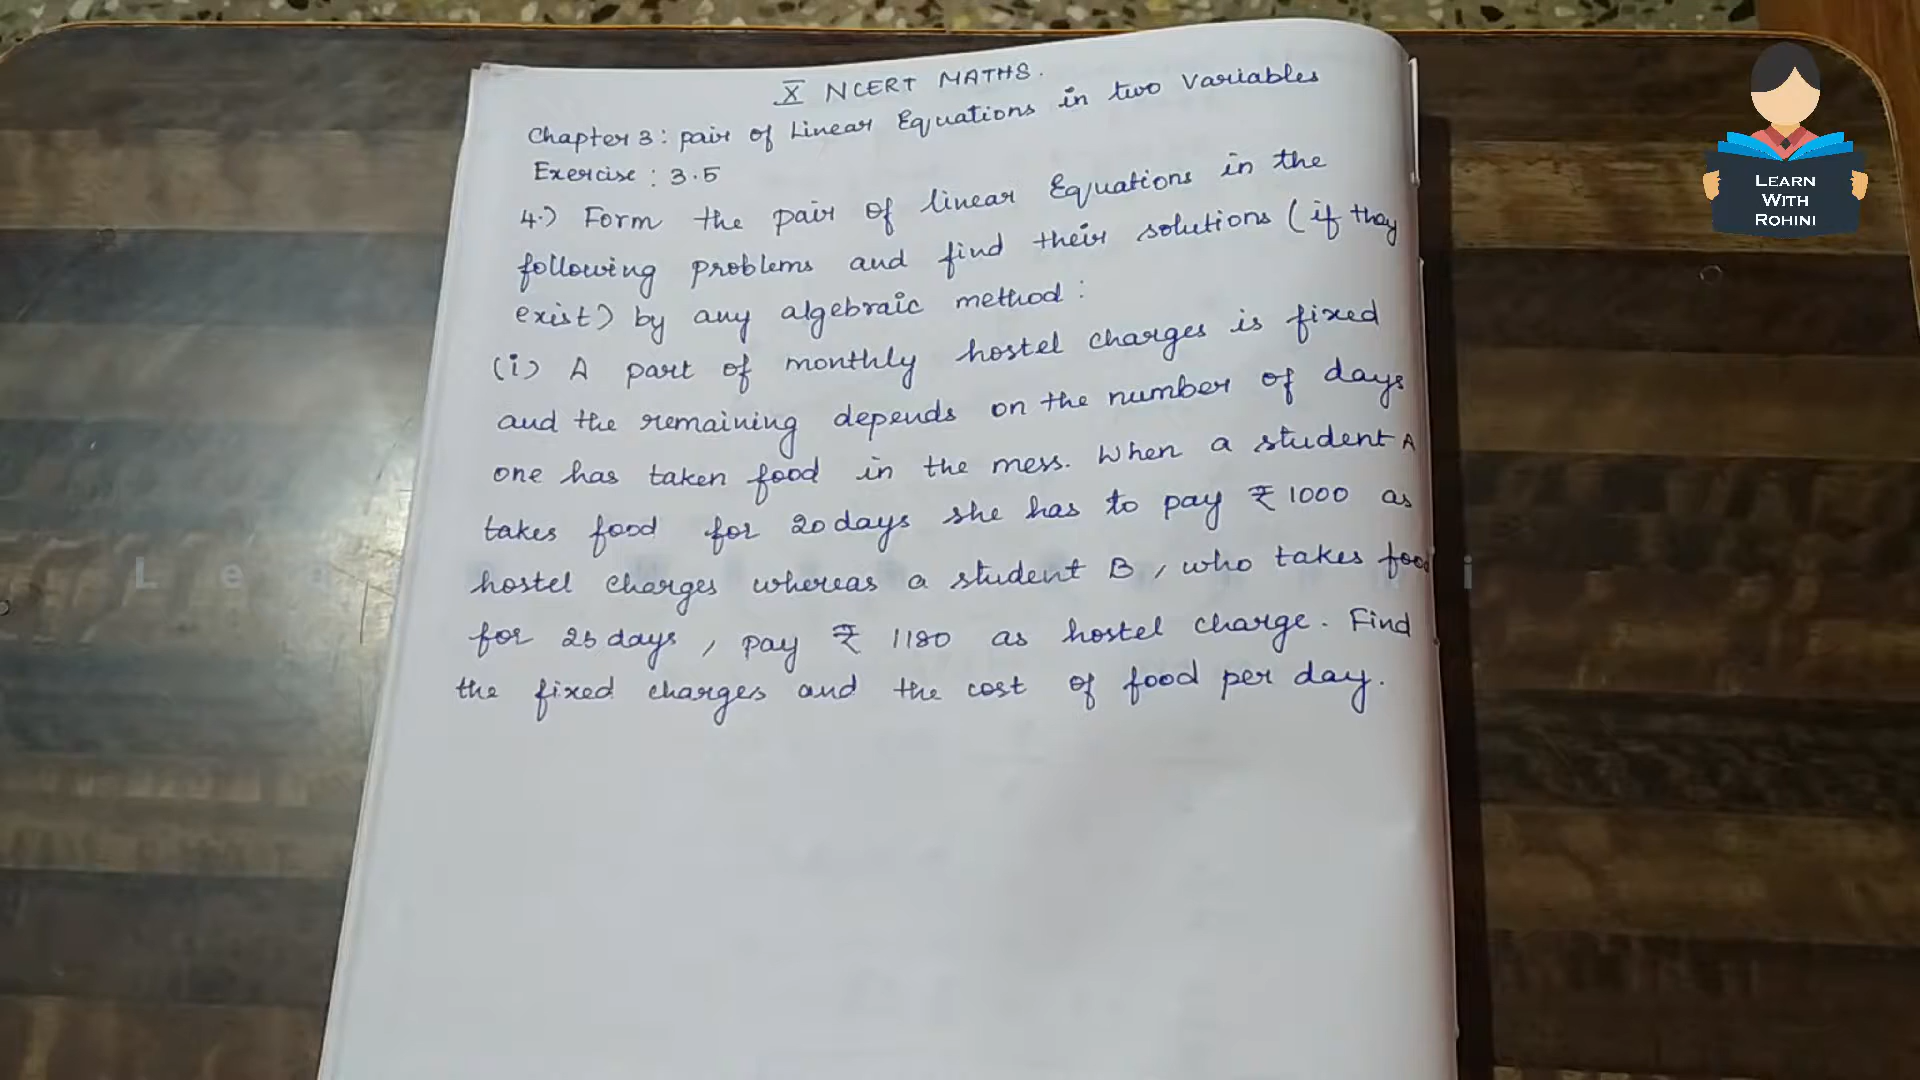 X NCERT MATHS.
Chapter 3: pair of Linear Equations in two variables
Exercise: 3.5
4.) Form the pair of linear Equations in the
following problems and find their solutions (if they
exist) by any algebraic method:
(i) A part of monthly hostel charges is fixed
and the remaining depends on the number of days
one has taken food in the mess. When a student A
takes food for 20 days she has to pay ₹ 1000 as
hostel charges whereas a student B, who takes food
for 25 days, pay ₹ 1180 as hostel charge. Find
the fixed charges and the cost of food per day.
LEARN
WITH
ROHINI